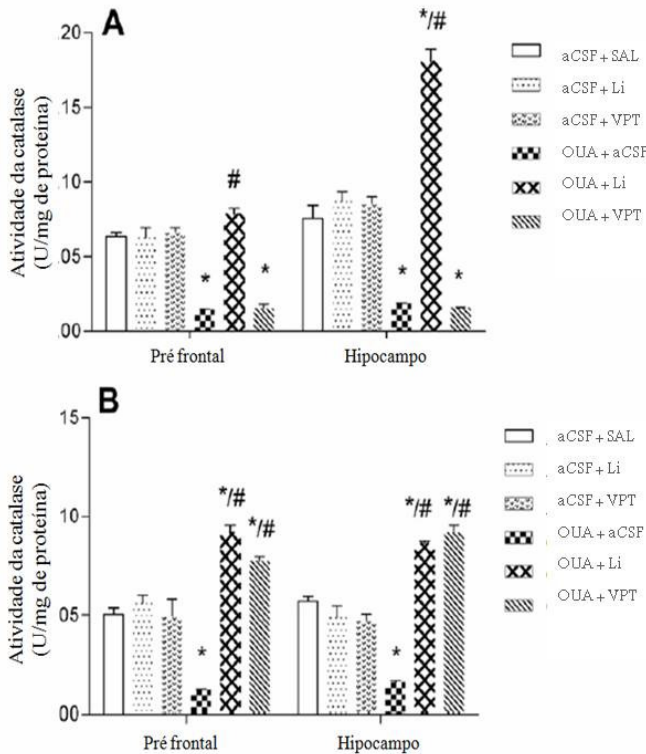 A
.20
.15
.10
.05
.00
Atividade da catalase
(U/mg de proteína)
*
#
*
*
*/#
*
Pré frontal
Hipocampo
aCSF + SAL
aCSF + Li
aCSF + VPT
OUA + aCSF
OUA + Li
OUA + VPT
B
15
10
05
00
Atividade da catalase
(U/mg de proteína)
*
*/#
*/#
*
*/#
*/#
Pré frontal
Hipocampo
aCSF + SAL
aCSF + Li
aCSF + VPT
OUA + aCSF
OUA + Li
OUA + VPT